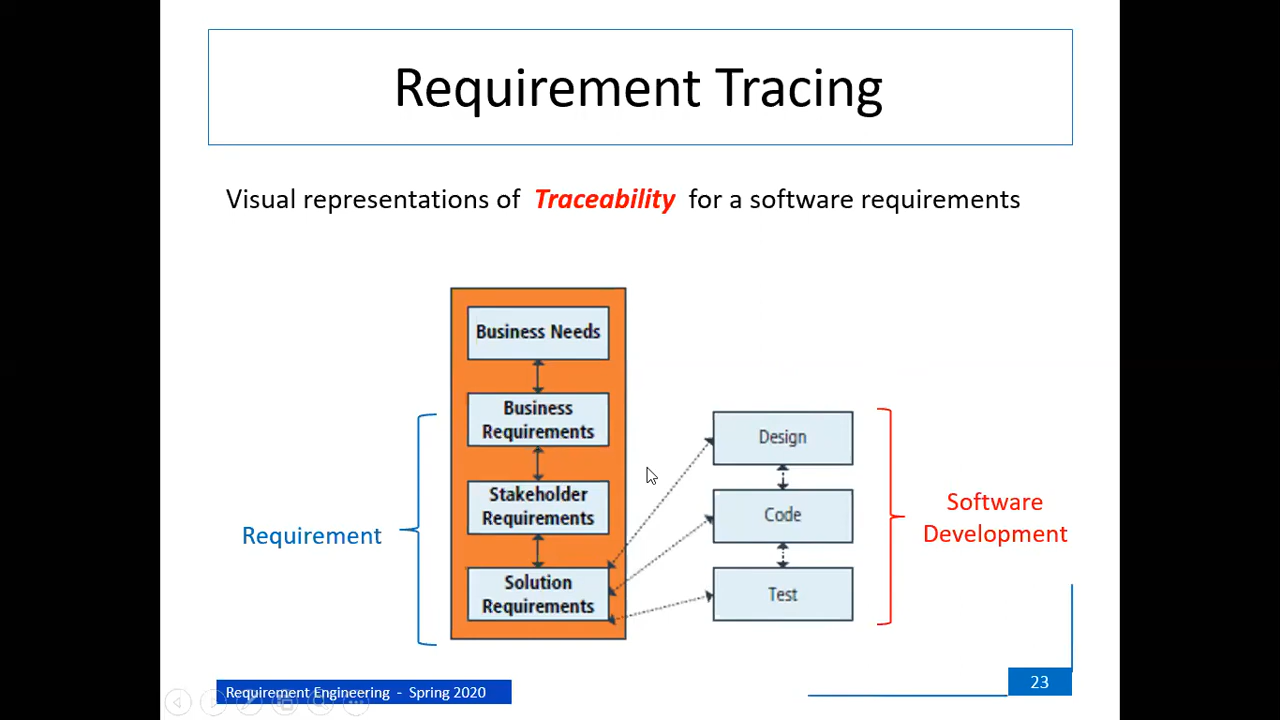 Requirement Tracing
Visual representations of Traceability for a software requirements
Business Needs
Business
Requirements
Stakeholder
Requirements
Solution
Requirements
Requirement
Design
Code
Test
Software
Development
Requirement Engineering - Spring 2020
23